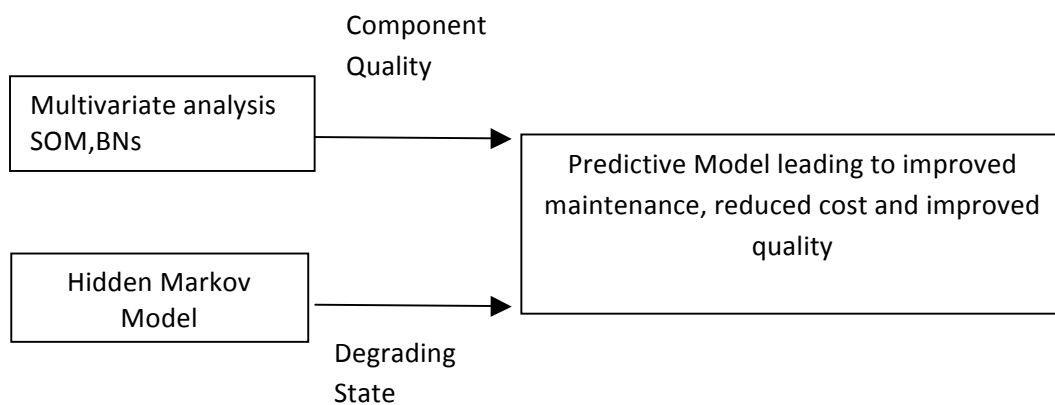 Component
Quality
Multivariate analysis
SOM,BNs
Predictive Model leading to improved
maintenance, reduced cost and improved
quality
Hidden Markov
Model
Degrading
State